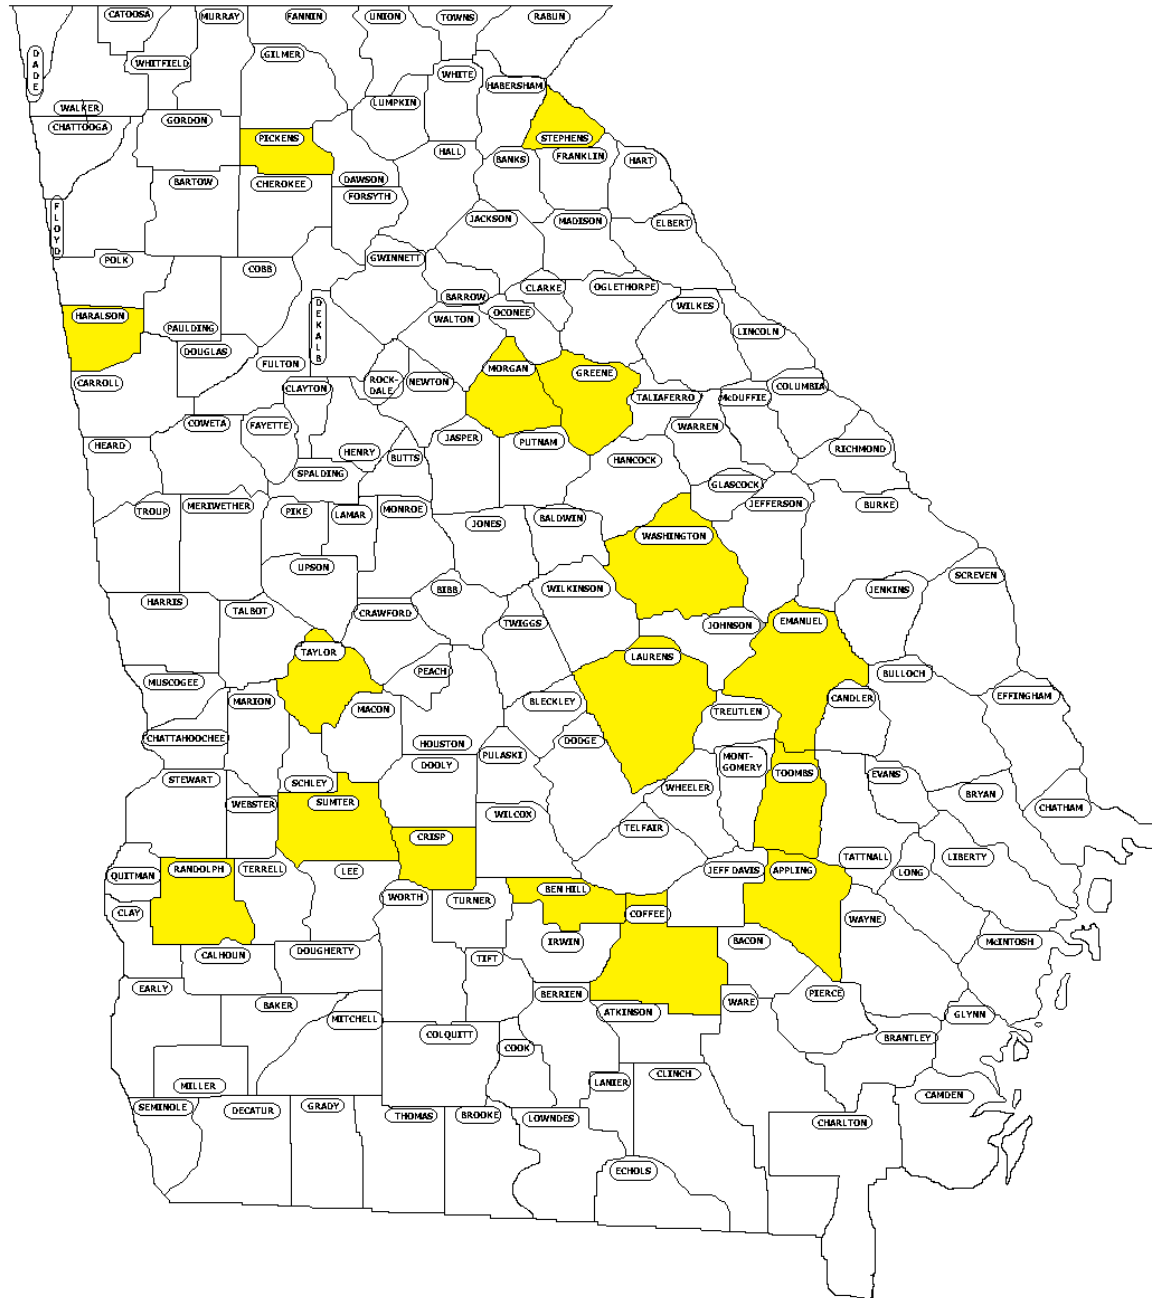 CATOOSA
MURRAY
FANNIN
UNION
TOWNS
RABUN
DADE
WHITFIELD
GILMER
WHITE
HABERSHAM
WALKER
CHATTOOGA
GORDON
LUMPKIN
PICKENS
STEPHENS
HALL
BANKS
FRANKLIN
HART
BARTOW
CHEROKEE
DAWSON
FORSYTH
FLOYD
JACKSON
MADISON
ELBERT
POLK
COBB
GWINNETT
BARROW
CLARKE
OGLETHORPE
HARALSON
PAULDING
DEKALB
WALTON
OCONEE
WILKES
LINCOLN
DOUGLAS
FULTON
CARROLL
CLAYTON
ROCK-
DALE
NEWTON
MORGAN
GREENE
TALIAFERRO
McDUFFIE
COLUMBIA
COWETA
FAYETTE
HEARD
HENRY
BUTTS
JASPER
PUTNAM
HANCOCK
WARREN
RICHMOND
SPALDING
GLASCOCK
TROUP
MERIWETHER
PIKE
LAMAR
MONROE
JONES
BALDWIN
WASHINGTON
JEFFERSON
BURKE
UPSON
BIBB
WILKINSON
JENKINS
SCREVEN
HARRIS
TALBOT
CRAWFORD
TWIGGS
JOHNSON
EMANUEL
TAYLOR
PEACH
LAURENS
MUSCOGEE
MARION
MACON
BLECKLEY
TREUTLEN
CANDLER
BULLOCH
EFFINGHAM
CHATTAHOOCHEE
HOUSTON
PULASKI
DODGE
MONT-
GOMERY
STEWART
SCHLEY
DOOLY
WHEELER
TOOMBS
EVANS
BRYAN
CHATHAM
WEBSTER
SUMTER
WILCOX
TELFAIR
CRISP
QUITMAN
RANDOLPH
TERRELL
LEE
JEFF DAVIS
APPLING
TATTNALL
LONG
LIBERTY
CLAY
WORTH
TURNER
BEN HILL
COFFEE
WAYNE
CALHOUN
DOUGHERTY
TIFT
IRWIN
BACON
McINTOSH
EARLY
BAKER
MITCHELL
BERRIEN
ATKINSON
WARE
PIERCE
GLYNN
COLQUITT
COOK
BRANTLEY
MILLER
LANIER
CLINCH
SEMINOLE
DECATUR
GRADY
THOMAS
BROOKE
LOWNDES
CHARLTON
CAMDEN
ECHOLS